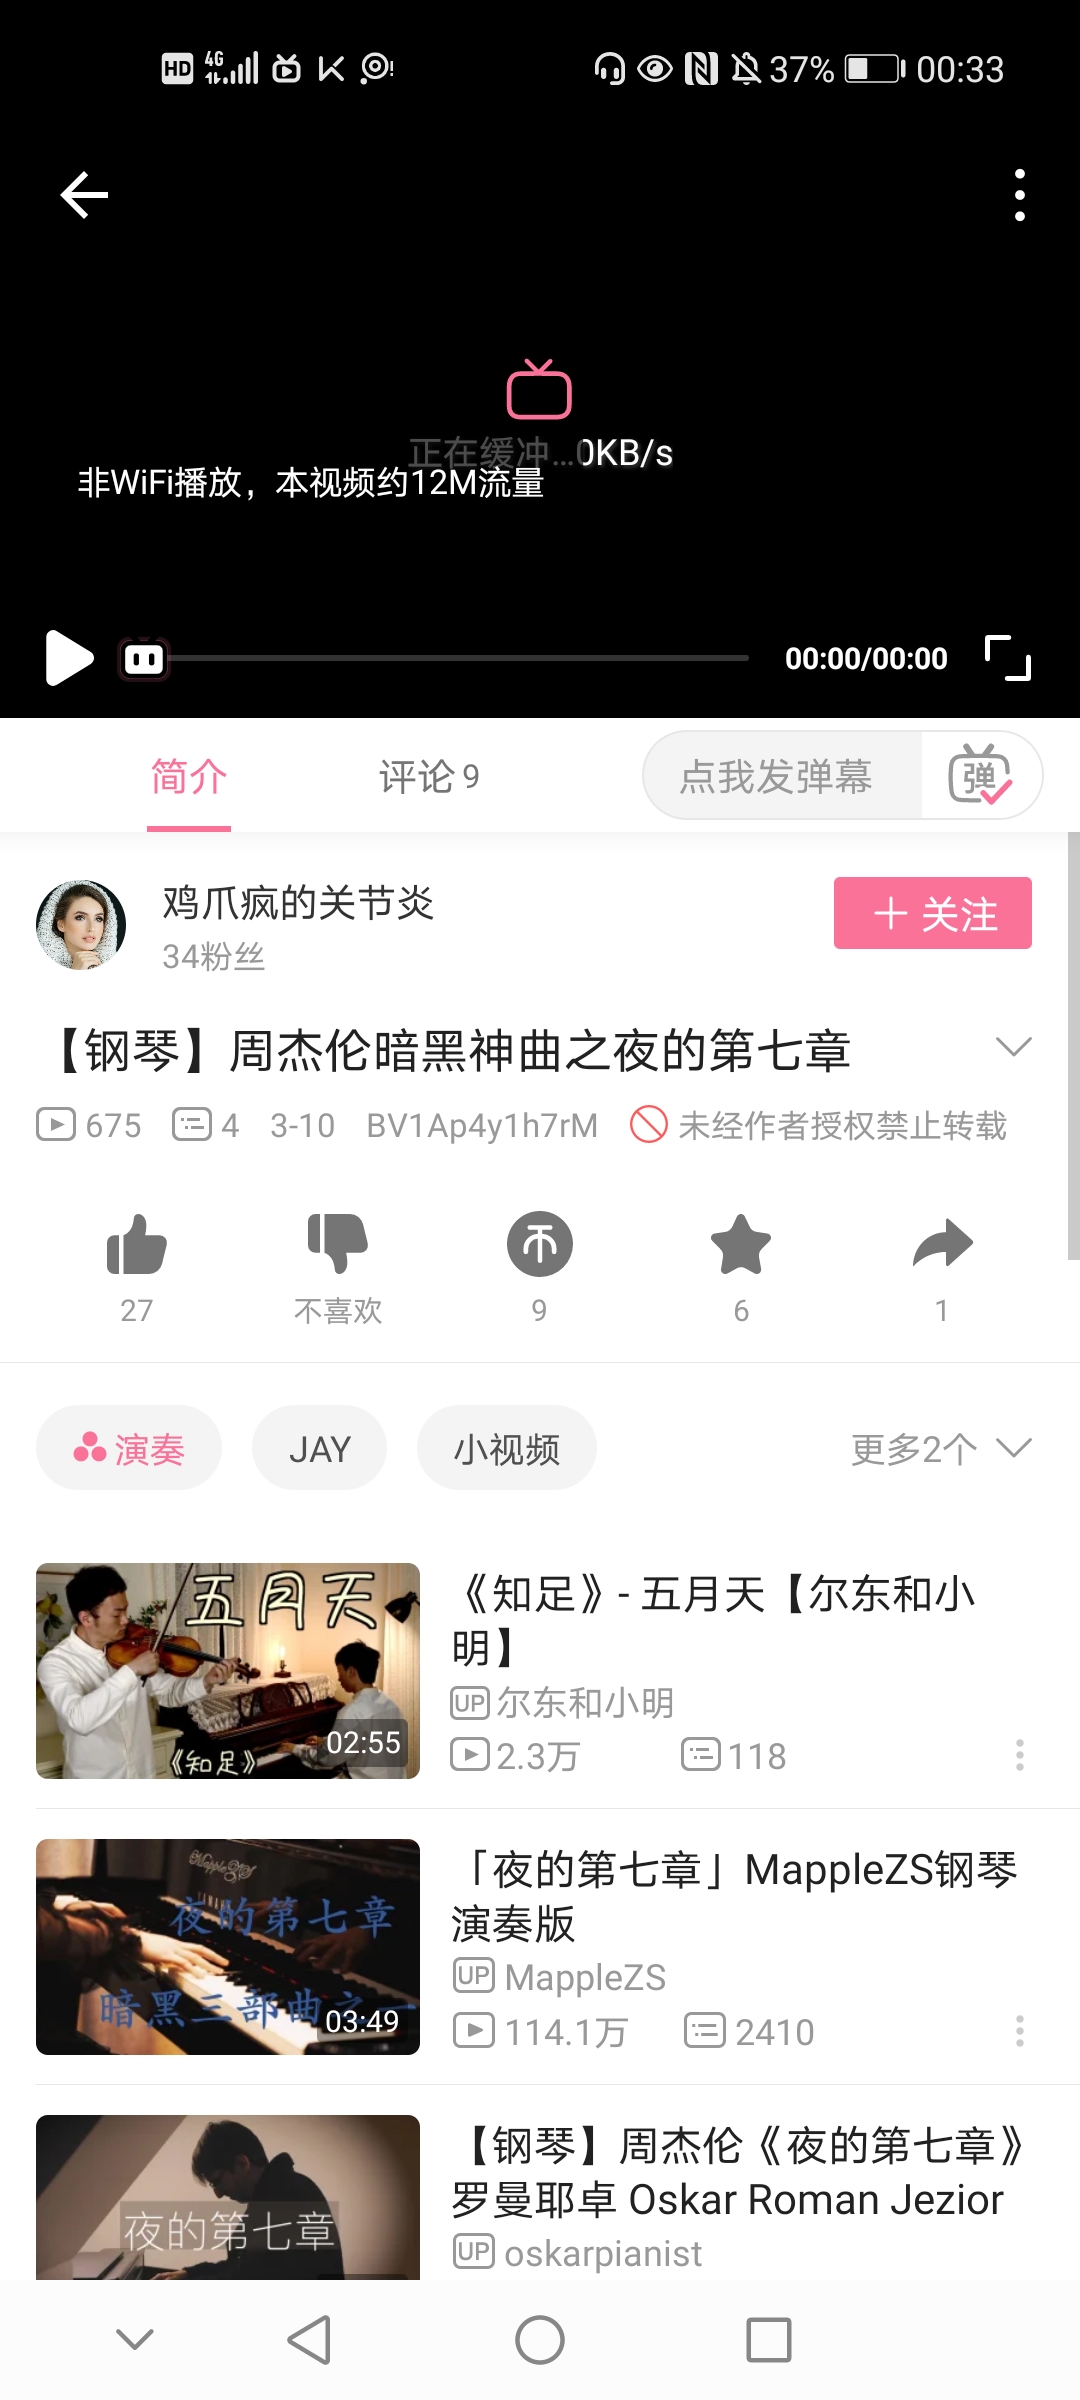 HD 4G 37% 00:33
正在缓冲...0KB/s
非WiFi播放，本视频约12M流量
00:00/00:00
简介 评论 9 点我发弹幕 弹
鸡爪疯的关节炎
34粉丝
关注
【钢琴】周杰伦暗黑神曲之夜的第七章
675 4 3-10 BV1Ap4y1h7rM 未经作者授权禁止转载
27 不喜欢 9 6 1
演奏 JAY 小视频 更多2个
五月天
《知足》
02:55
《知足》- 五月天【尔东和小
明】
UP 尔东和小明
2.3万 118
MappleZS
夜的第七章
暗黑三部曲之一
03:49
「夜的第七章」MappleZS钢琴
演奏版
UP MappleZS
114.1万 2410
夜的第七章
【钢琴】周杰伦《夜的第七章》
罗曼耶卓 Oskar Roman Jezior
UP oskarpianist